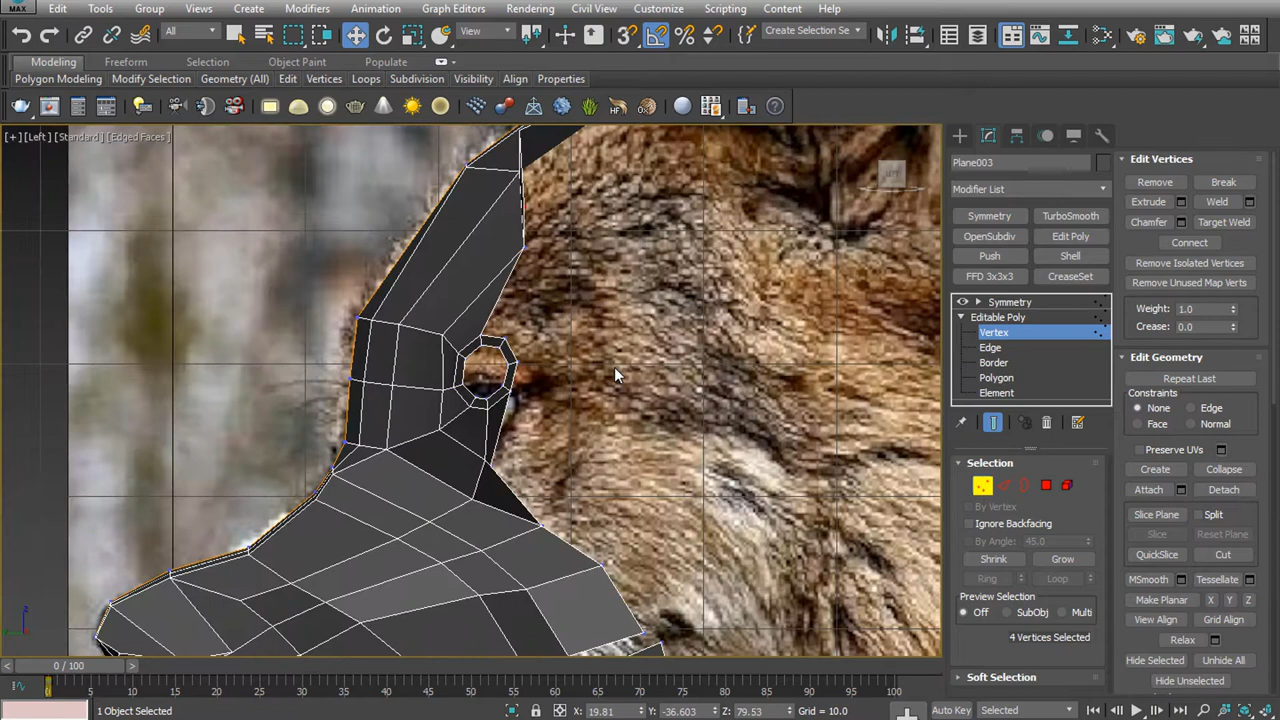 MAX Edit Tools Group Views Create Modifiers Animation Graph Editors Rendering Civil View Customize Scripting Content Help
All View Create Selection Se
Modeling Freeform Selection Object Paint Populate
Polygon Modeling Modify Selection Geometry (All) Edit Vertices Loops Subdivision Visibility Align Properties
[+] [Left] [Standard] [Edged Faces]
LEFT
z
Plane003
Modifier List
Symmetry TurboSmooth
OpenSubdiv Edit Poly
Push Shell
FFD 3x3x3 CreaseSet
Symmetry
Editable Poly
Vertex
Edge
Border
Polygon
Element
Selection
By Vertex
Ignore Backfacing
By Angle: 45.0
Shrink Grow
Ring Loop
Preview Selection
Off SubObj Multi
4 Vertices Selected
Soft Selection
Edit Vertices
Remove Break
Extrude Weld
Chamfer Target Weld
Connect
Remove Isolated Vertices
Remove Unused Map Verts
Weight: 1.0
Crease: 0.0
Edit Geometry
Repeat Last
Constraints
None Edge
Face Normal
Preserve UVs
Create Collapse
Attach Detach
Slice Plane Split
Slice Reset Plane
QuickSlice Cut
MSmooth Tessellate
Make Planar X Y Z
View Align Grid Align
Relax
Hide Selected Unhide All
Hide Unselected
< 0 / 100 >
0 5 10 15 20 25 30 35 40 45 50 55 60 65 70 75 80 85 90 95 100
1 Object Selected X: 19.81 Y: -36.603 Z: 79.53 Grid = 10.0 Auto Key Selected